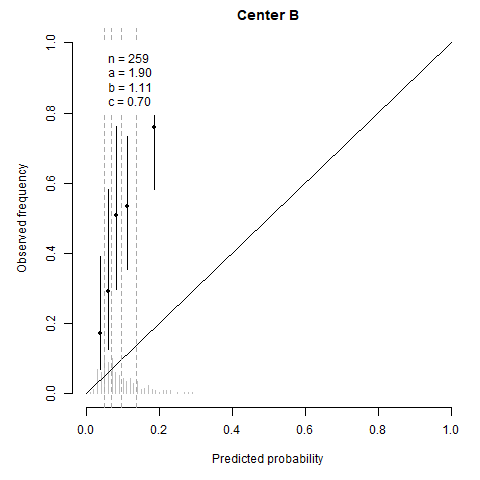 Center B
n = 259
a = 1.90
b = 1.11
c = 0.70
Observed frequency
1.0
0.8
0.6
0.4
0.2
0.0
0.0 0.2 0.4 0.6 0.8 1.0
Predicted probability